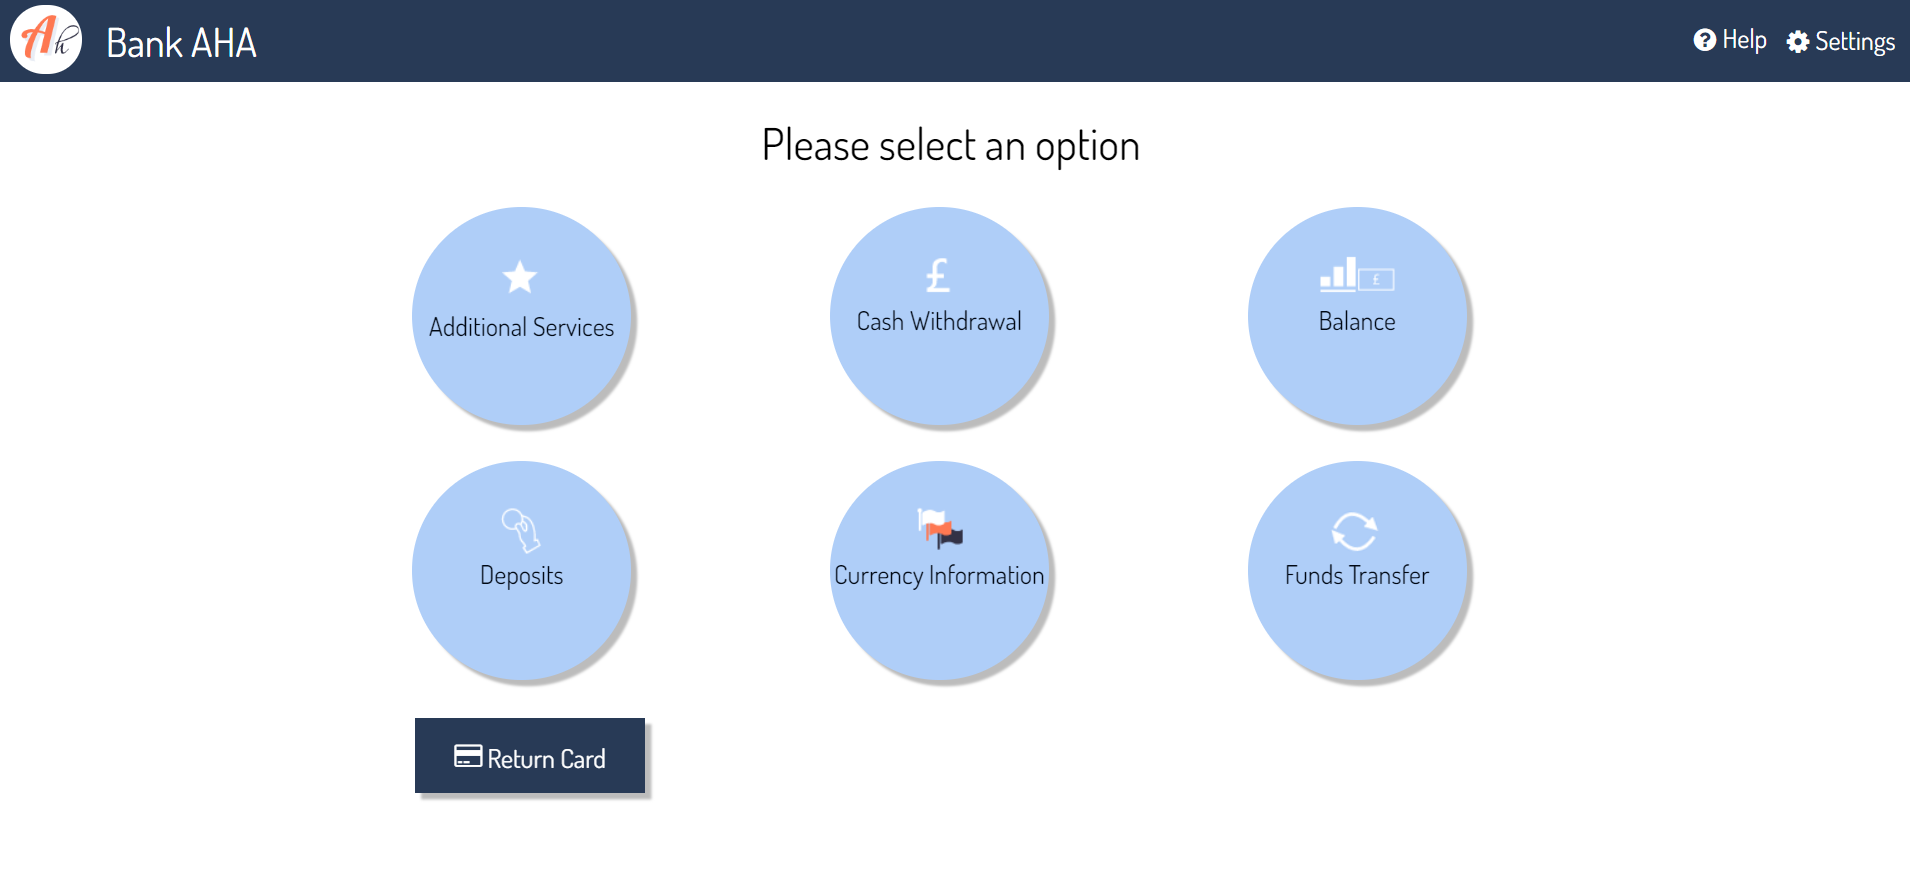 Ah
Bank AHA
Help
Settings
Please select an option
Additional Services
£
Cash Withdrawal
£
Balance
Deposits
Currency Information
Funds Transfer
Return Card